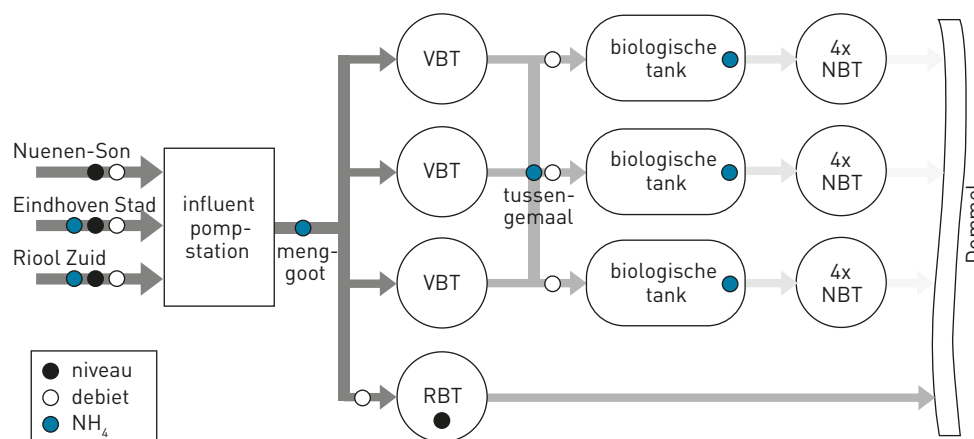 Nuenen-Son
Eindhoven Stad
Riool Zuid
influent
pomp-
station
meng-
goot
VBT
VBT
VBT
RBT
tussen-
gemaal
biologische
tank
biologische
tank
biologische
tank
4x
NBT
4x
NBT
4x
NBT
Dommel
niveau
debiet
NH₄